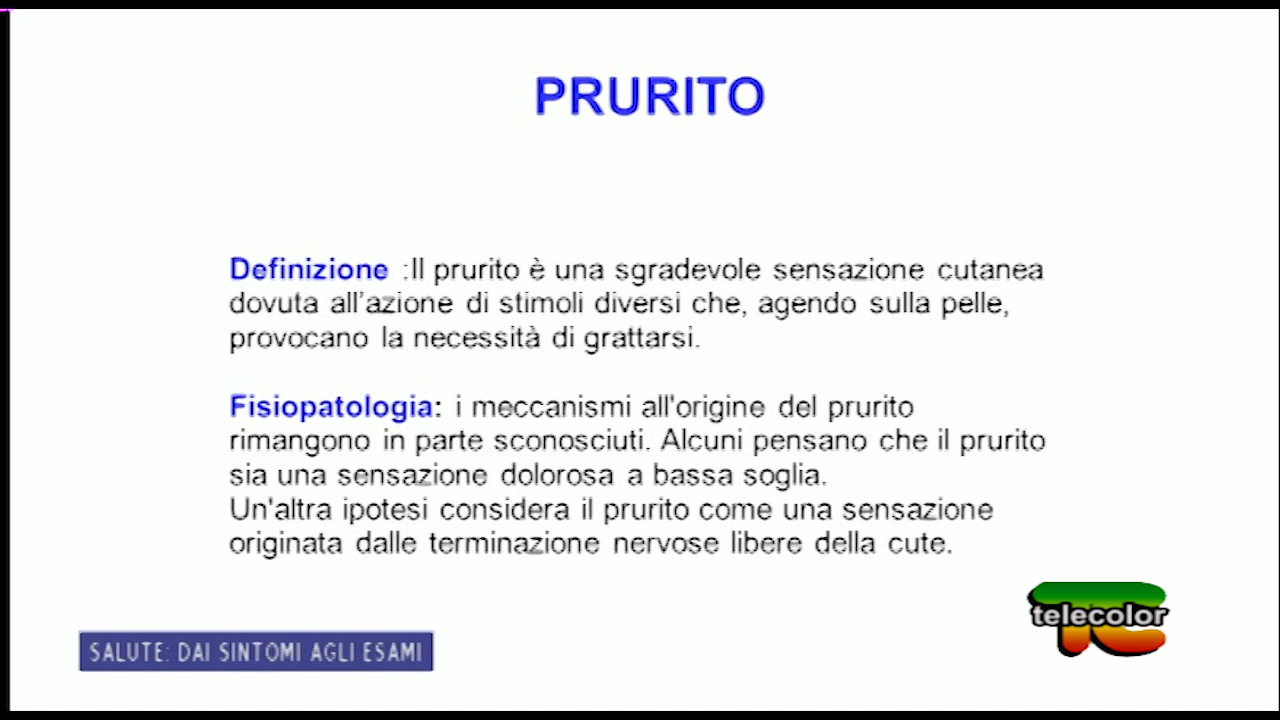 PRURITO
Definizione :Il prurito è una sgradevole sensazione cutanea
dovuta all’azione di stimoli diversi che, agendo sulla pelle,
provocano la necessità di grattarsi.
Fisiopatologia: i meccanismi all'origine del prurito
rimangono in parte sconosciuti. Alcuni pensano che il prurito
sia una sensazione dolorosa a bassa soglia.
Un'altra ipotesi considera il prurito come una sensazione
originata dalle terminazione nervose libere della cute.
telecolor
SALUTE: DAI SINTOMI AGLI ESAMI